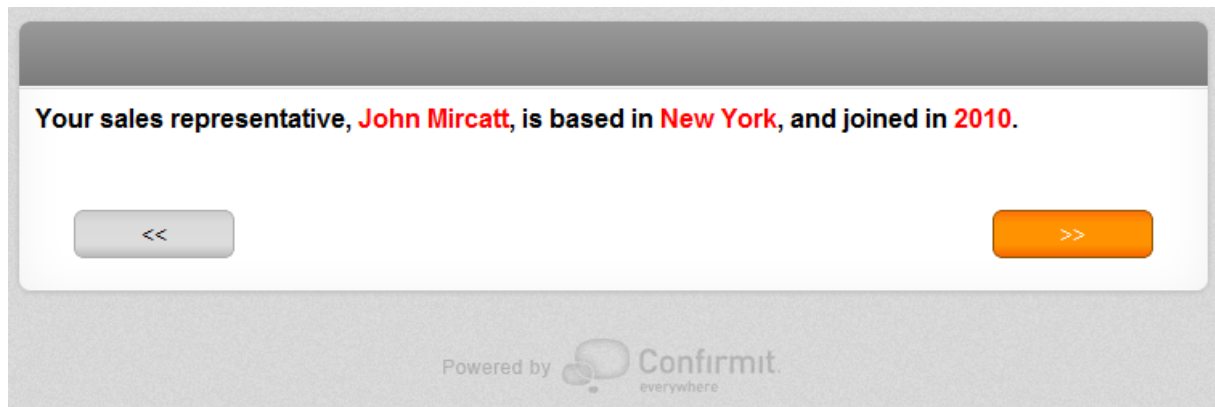 Your sales representative, John Mircatt, is based in New York, and joined in 2010.
<< >>
Powered by Confirmit.
everywhere